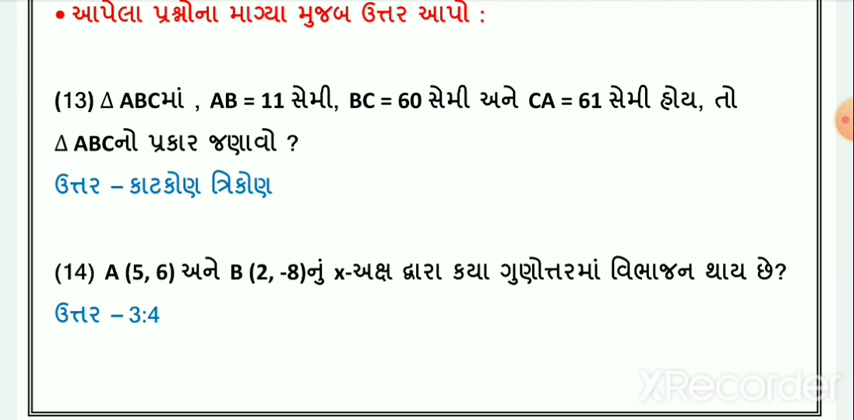 • આપેલા પ્રશ્નોના માગ્યા મુજબ ઉત્તર આપો :
(13) Δ ABCમાં , AB = 11 સેમી, BC = 60 સેમી અને CA = 61 સેમી હોય, તો
Δ ABCનો પ્રકાર જણાવો ?
ઉત્તર – કાટકોણ ત્રિકોણ
(14) A (5, 6) અને B (2, -8)નું x-અક્ષ દ્વારા કયા ગુણોત્તરમાં વિભાજન થાય છે?
ઉત્તર – 3:4
XRecorder